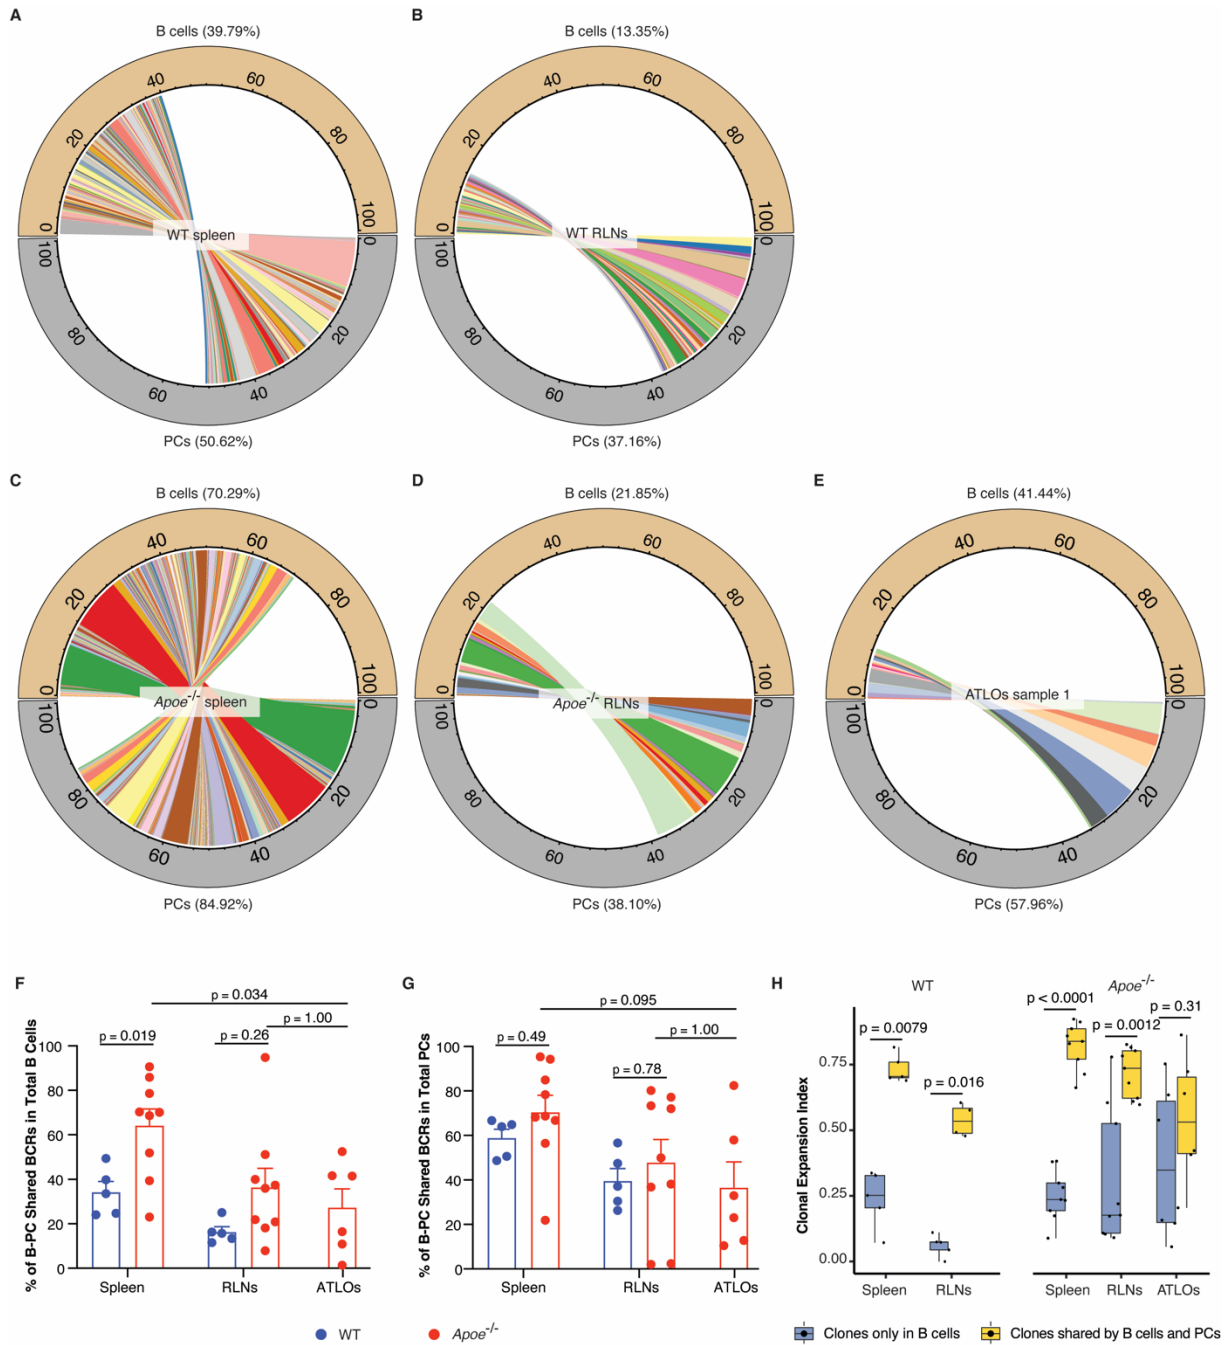 A
B
B cells (39.79%)
B cells (13.35%)
0 20 40 60 80 100
0 20 40 60 80 100
WT spleen
WT RLNs
0 20 40 60 80 100
0 20 40 60 80 100
PCs (50.62%)
PCs (37.16%)
C
D
E
B cells (70.29%)
B cells (21.85%)
B cells (41.44%)
0 20 40 60 80 100
0 20 40 60 80 100
0 20 40 60 80 100
Apoe-/- spleen
Apoe-/- RLNs
ATLOs sample 1
0 20 40 60 80 100
0 20 40 60 80 100
0 20 40 60 80 100
PCs (84.92%)
PCs (38.10%)
PCs (57.96%)
F
% of B-PC Shared BCRs in Total B Cells
p = 0.034
p = 1.00
p = 0.019
p = 0.26
100
80
60
40
20
0
Spleen RLNs ATLOs
G
% of B-PC Shared BCRs in Total PCs
p = 0.095
p = 1.00
p = 0.49
p = 0.78
100
80
60
40
20
0
Spleen RLNs ATLOs
WT
Apoe-/-
H
WT
Apoe-/-
Clonal Expansion Index
p = 0.0079
p = 0.016
p < 0.0001
p = 0.0012
p = 0.31
0.75
0.50
0.25
0.00
Spleen RLNs
Spleen RLNs ATLOs
Clones only in B cells
Clones shared by B cells and PCs